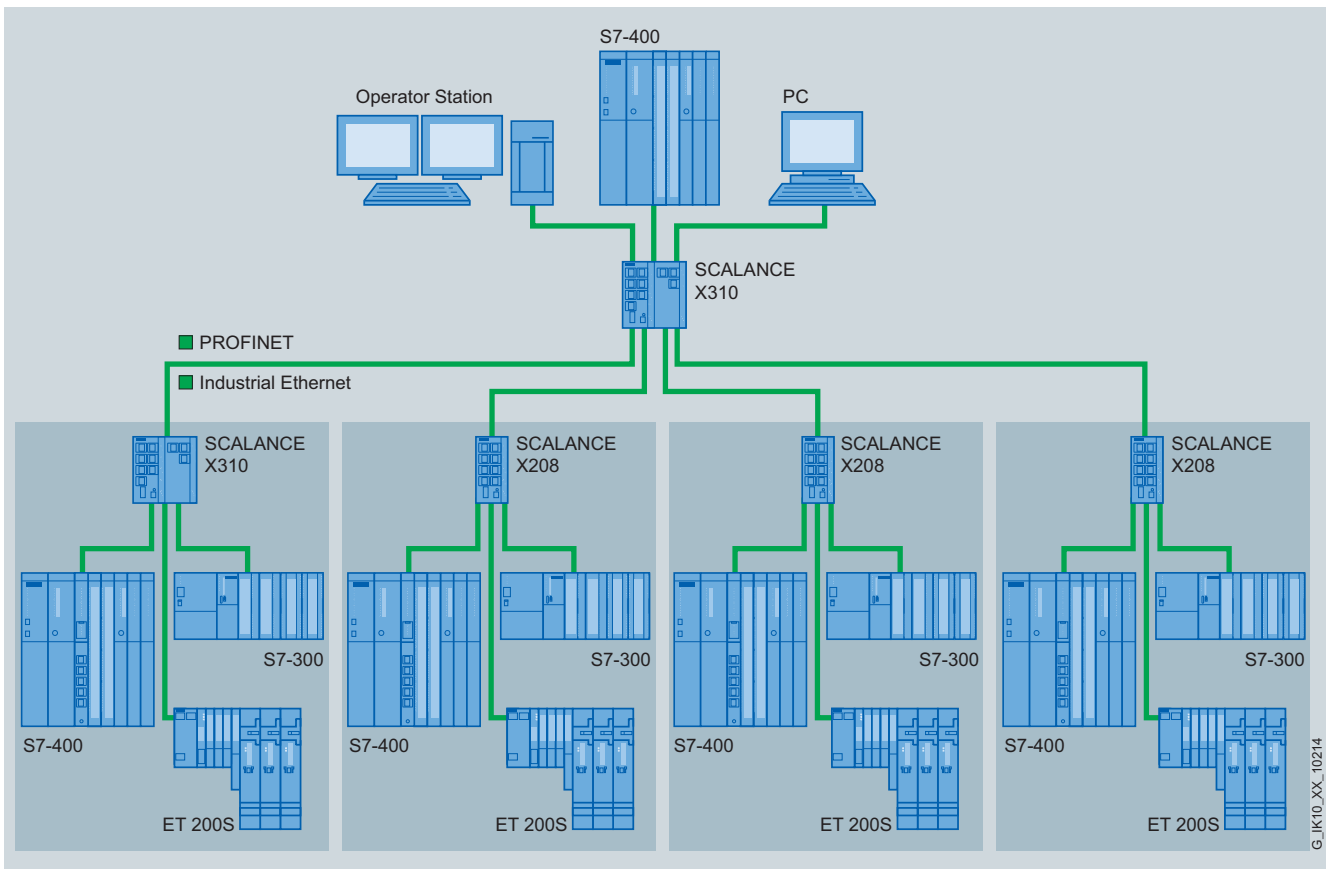 S7-400
Operator Station
PC
SCALANCE
X310
PROFINET
Industrial Ethernet
SCALANCE
X310
S7-300
S7-400
ET 200S
SCALANCE
X208
S7-300
S7-400
ET 200S
SCALANCE
X208
S7-300
S7-400
ET 200S
SCALANCE
X208
S7-300
S7-400
ET 200S
G_IK10_XX_10214